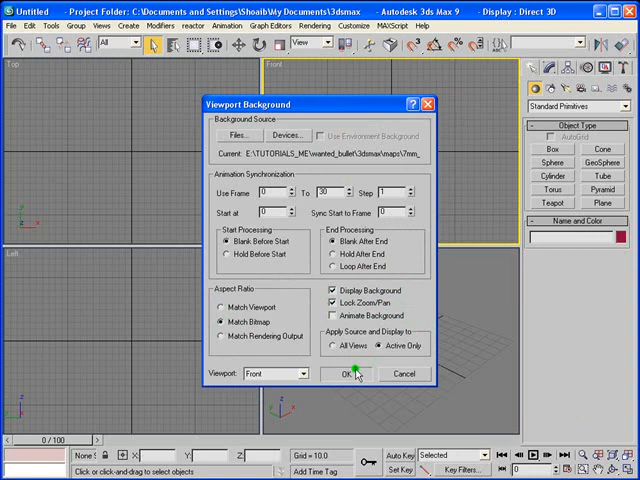 Untitled - Project Folder: C:\Documents and Settings\Shoaib\My Documents\3dsmax - Autodesk 3ds Max 9 - Display : Direct 3D
File Edit Tools Group Views Create Modifiers reactor Animation Graph Editors Rendering Customize MAXScript Help
All View
Top
Front
Left
Viewport Background
Background Source
Files... Devices... Use Environment Background
Current: E:\TUTORIALS_ME\wanted_bullet\3dsmax\maps\7mm_
Animation Synchronization
Use Frame 0 To 30 Step 1
Start at 0 Sync Start to Frame 0
Start Processing
Blank Before Start
Hold Before Start
End Processing
Blank After End
Hold After End
Loop After End
Aspect Ratio
Match Viewport
Match Bitmap
Match Rendering Output
Display Background
Lock Zoom/Pan
Animate Background
Apply Source and Display to
All Views Active Only
Viewport: Front OK Cancel
Standard Primitives
Object Type
AutoGrid
Box Cone
Sphere GeoSphere
Cylinder Tube
Torus Pyramid
Teapot Plane
Name and Color
0 / 100
None S X: Y: Z: Grid = 10.0
Click or click-and-drag to select objects Add Time Tag
Auto Key Selected
Set Key Key Filters... 0